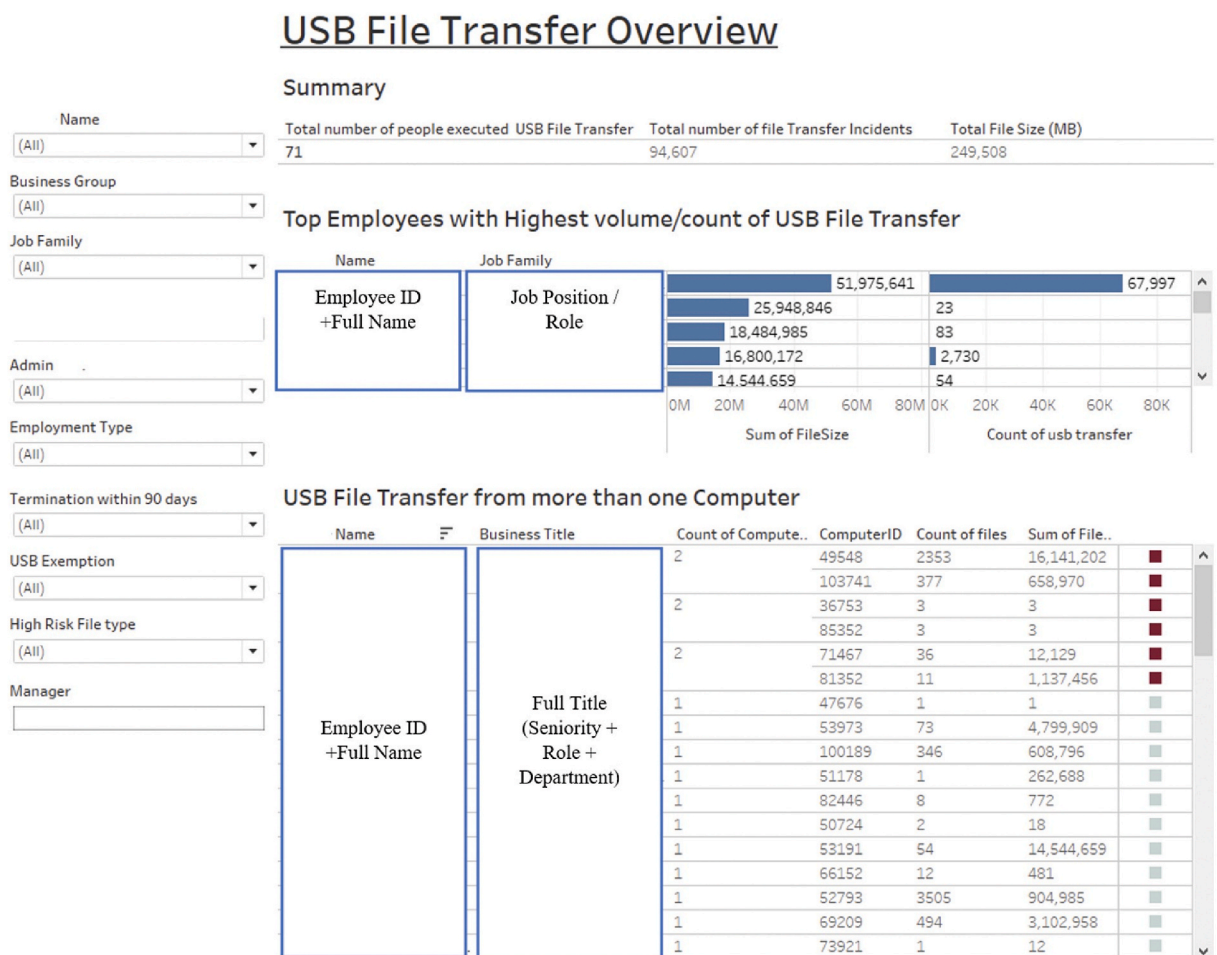 USB File Transfer Overview
Summary
Total number of people executed USB File Transfer Total number of file Transfer Incidents Total File Size (MB)
71 94,607 249,508
Name
(All)
Business Group
(All)
Job Family
(All)
Admin
(All)
Employment Type
(All)
Termination within 90 days
(All)
USB Exemption
(All)
High Risk File type
(All)
Manager
Top Employees with Highest volume/count of USB File Transfer
Name Job Family
Employee ID
+Full Name
Job Position /
Role
51,975,641 67,997
25,948,846 23
18,484,985 83
16,800,172 2,730
14,544,659 54
0M 20M 40M 60M 80M 0K 20K 40K 60K 80K
Sum of FileSize Count of usb transfer
USB File Transfer from more than one Computer
Name Business Title Count of Compute.. ComputerID Count of files Sum of File..
Employee ID
+Full Name
Full Title
(Seniority +
Role +
Department)
2 49548 2353 16,141,202
103741 377 658,970
2 36753 3 3
85352 3 3
2 71467 36 12,129
81352 11 1,137,456
1 47676 1 1
1 53973 73 4,799,909
1 100189 346 608,796
1 51178 1 262,688
1 82446 8 772
1 50724 2 18
1 53191 54 14,544,659
1 66152 12 481
1 52793 3505 904,985
1 69209 494 3,102,958
1 73921 1 12